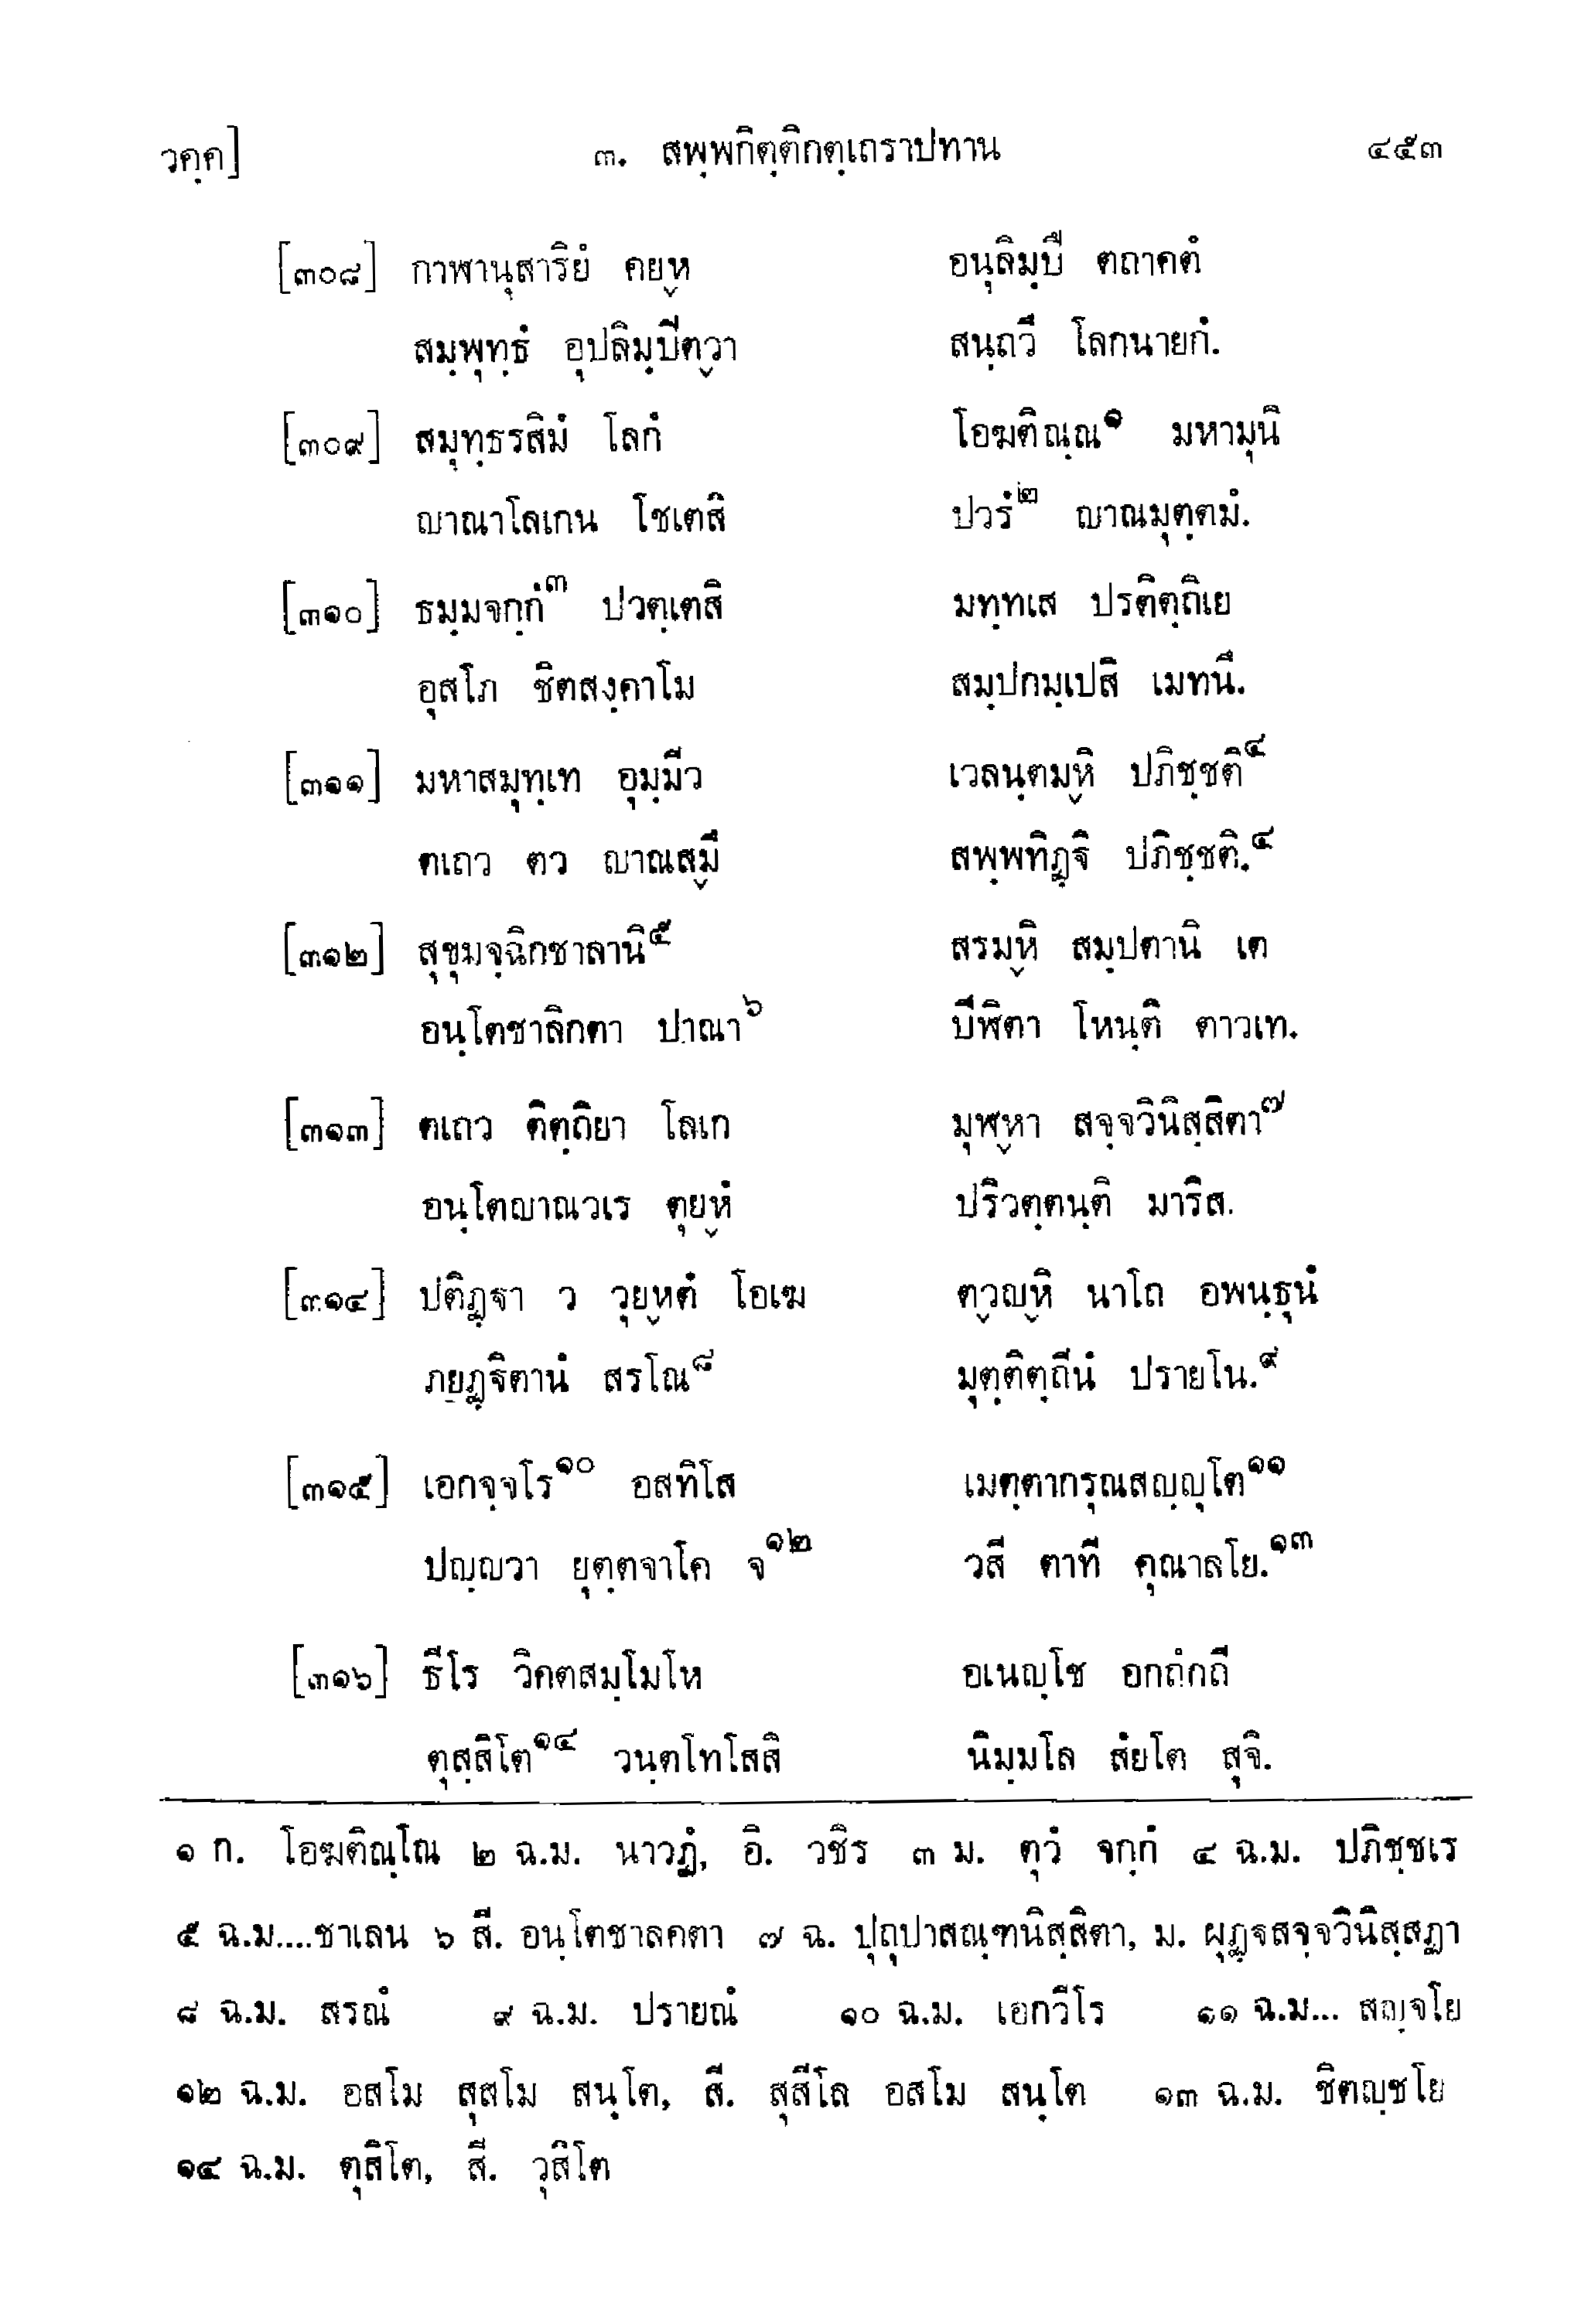 วคฺค] ๓. สพฺพกิตฺติกตฺเถราปทาน ๔๕๓
[๓๐๘] กาฬานุสาริยํ คยฺห อนุลิมฺปึ ตถาคตํ
สมฺพุทฺธํ อุปลิมฺปิตฺวา สนฺถวึ โลกนายกํ.
[๓๐๙] สมุทฺธรสิมํ โลกํ โอฆติณฺณ๑ มหามุนิ
ญาณาโลเกน โชเตสิ ปวรํ๒ ญาณมุตฺตมํ.
[๓๑๐] ธมฺมจกฺกํ๓ ปวตฺเตสิ มทฺทเส ปรติตฺถิเย
อุสโภ ชิตสงฺคาโม สมฺปกมฺเปสิ เมทนึ.
[๓๑๑] มหาสมุทฺเท อุมฺมีว เวลนฺตมฺหิ ปภิชฺชติ๔
ตเถว ตว ญาณสฺมึ สพฺพทิฏฺฐิ ปภิชฺชติ.๔
[๓๑๒] สุขุมจฺฉิกชาลานิ๕ สรมฺหิ สมฺปตานิ เต
อนฺโตชาลิกตา ปาณา๖ ปีฬิตา โหนฺติ ตาวเท.
[๓๑๓] ตเถว ติตฺถิยา โลเก มุฬฺหา สจฺจวินิสฺสิตา๗
อนฺโตญาณวเร ตุยฺหํ ปริวตฺตนฺติ มาริส.
[๓๑๔] ปติฏฺฐา ว วุยฺหตํ โอเฆ ตฺวญฺหิ นาโถ อพนฺธุนํ
ภยฏฺฐิตานํ สรโณ๘ มุตฺติตฺถีนํ ปรายโน.๙
[๓๑๕] เอกจฺจโร๑๐ อสทิโส เมตฺตากรุณสญฺญุโต๑๑
ปญฺญวา ยุตฺตจาโค จ๑๒ วสี ตาที คุณาลโย.๑๓
[๓๑๖] ธีโร วิคตสมฺโมโห อเนญฺโช อกถํกถี
ตุสฺสิโต๑๔ วนฺตโทโสสิ นิมฺมโล สํยโต สุจิ.
๑ ก. โอฆติณฺโณ ๒ ฉ.ม. นาวฏํ, อิ. วชิร ๓ ม. ตุวํ จกฺกํ ๔ ฉ.ม. ปภิชฺชเร
๕ ฉ.ม....ชาเลน ๖ สี. อนฺโตชาลคตา ๗ ฉ. ปุถุปาสณฺฑนิสฺสิตา, ม. ผุฏฺฐสจฺจวินิสฺสฏา
๘ ฉ.ม. สรณํ ๙ ฉ.ม. ปรายณํ ๑๐ ฉ.ม. เอกวีโร ๑๑ ฉ.ม... สญฺจโย
๑๒ ฉ.ม. อสโม สุสโม สนฺโต, สี. สุสีโล อสโม สนฺโต ๑๓ ฉ.ม. ชิตญฺชโย
๑๔ ฉ.ม. ตุสิโต, สี. วุสิโต